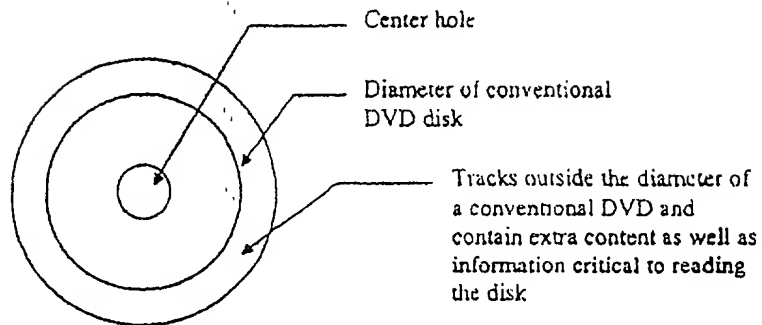 Center hole
Diameter of conventional
DVD disk
Tracks outside the diameter of
a conventional DVD and
contain extra content as well as
information critical to reading
the disk